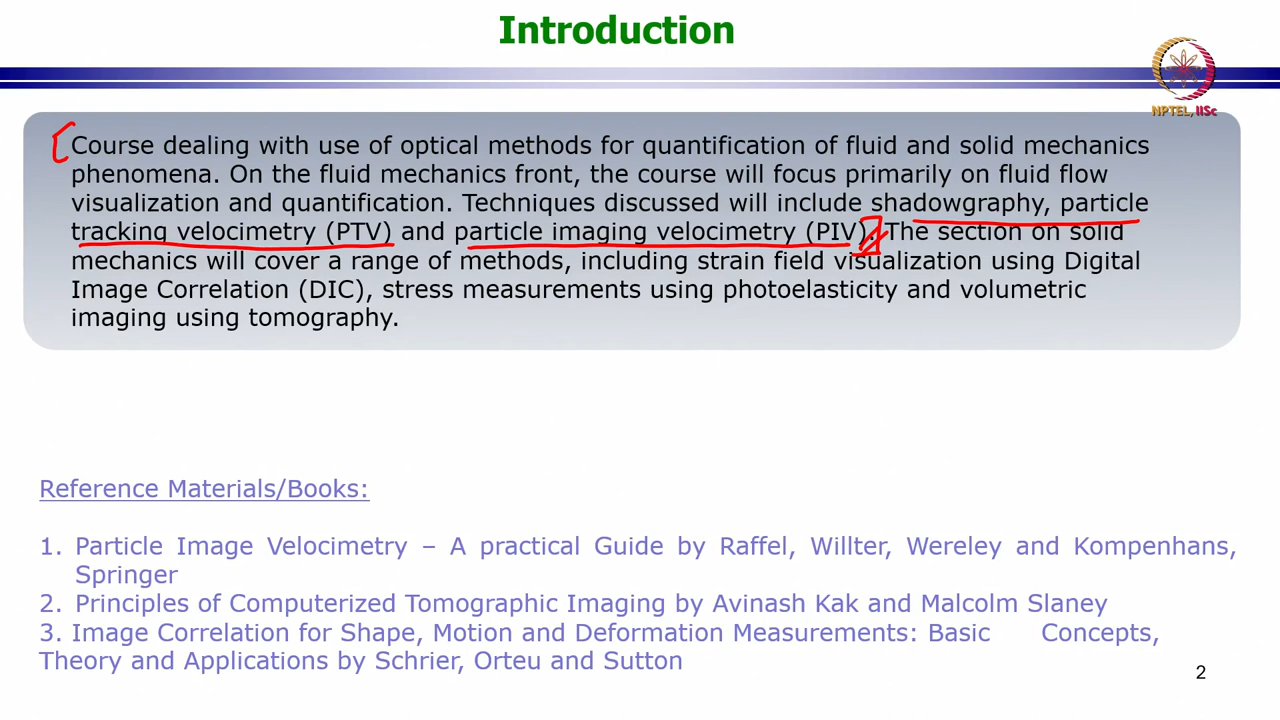 Introduction
NPTEL, IISc
Course dealing with use of optical methods for quantification of fluid and solid mechanics
phenomena. On the fluid mechanics front, the course will focus primarily on fluid flow
visualization and quantification. Techniques discussed will include shadowgraphy, particle
tracking velocimetry (PTV) and particle imaging velocimetry (PIV). The section on solid
mechanics will cover a range of methods, including strain field visualization using Digital
Image Correlation (DIC), stress measurements using photoelasticity and volumetric
imaging using tomography.
Reference Materials/Books:
1. Particle Image Velocimetry – A practical Guide by Raffel, Willter, Wereley and Kompenhans,
Springer
2. Principles of Computerized Tomographic Imaging by Avinash Kak and Malcolm Slaney
3. Image Correlation for Shape, Motion and Deformation Measurements: Basic Concepts,
Theory and Applications by Schrier, Orteu and Sutton
2